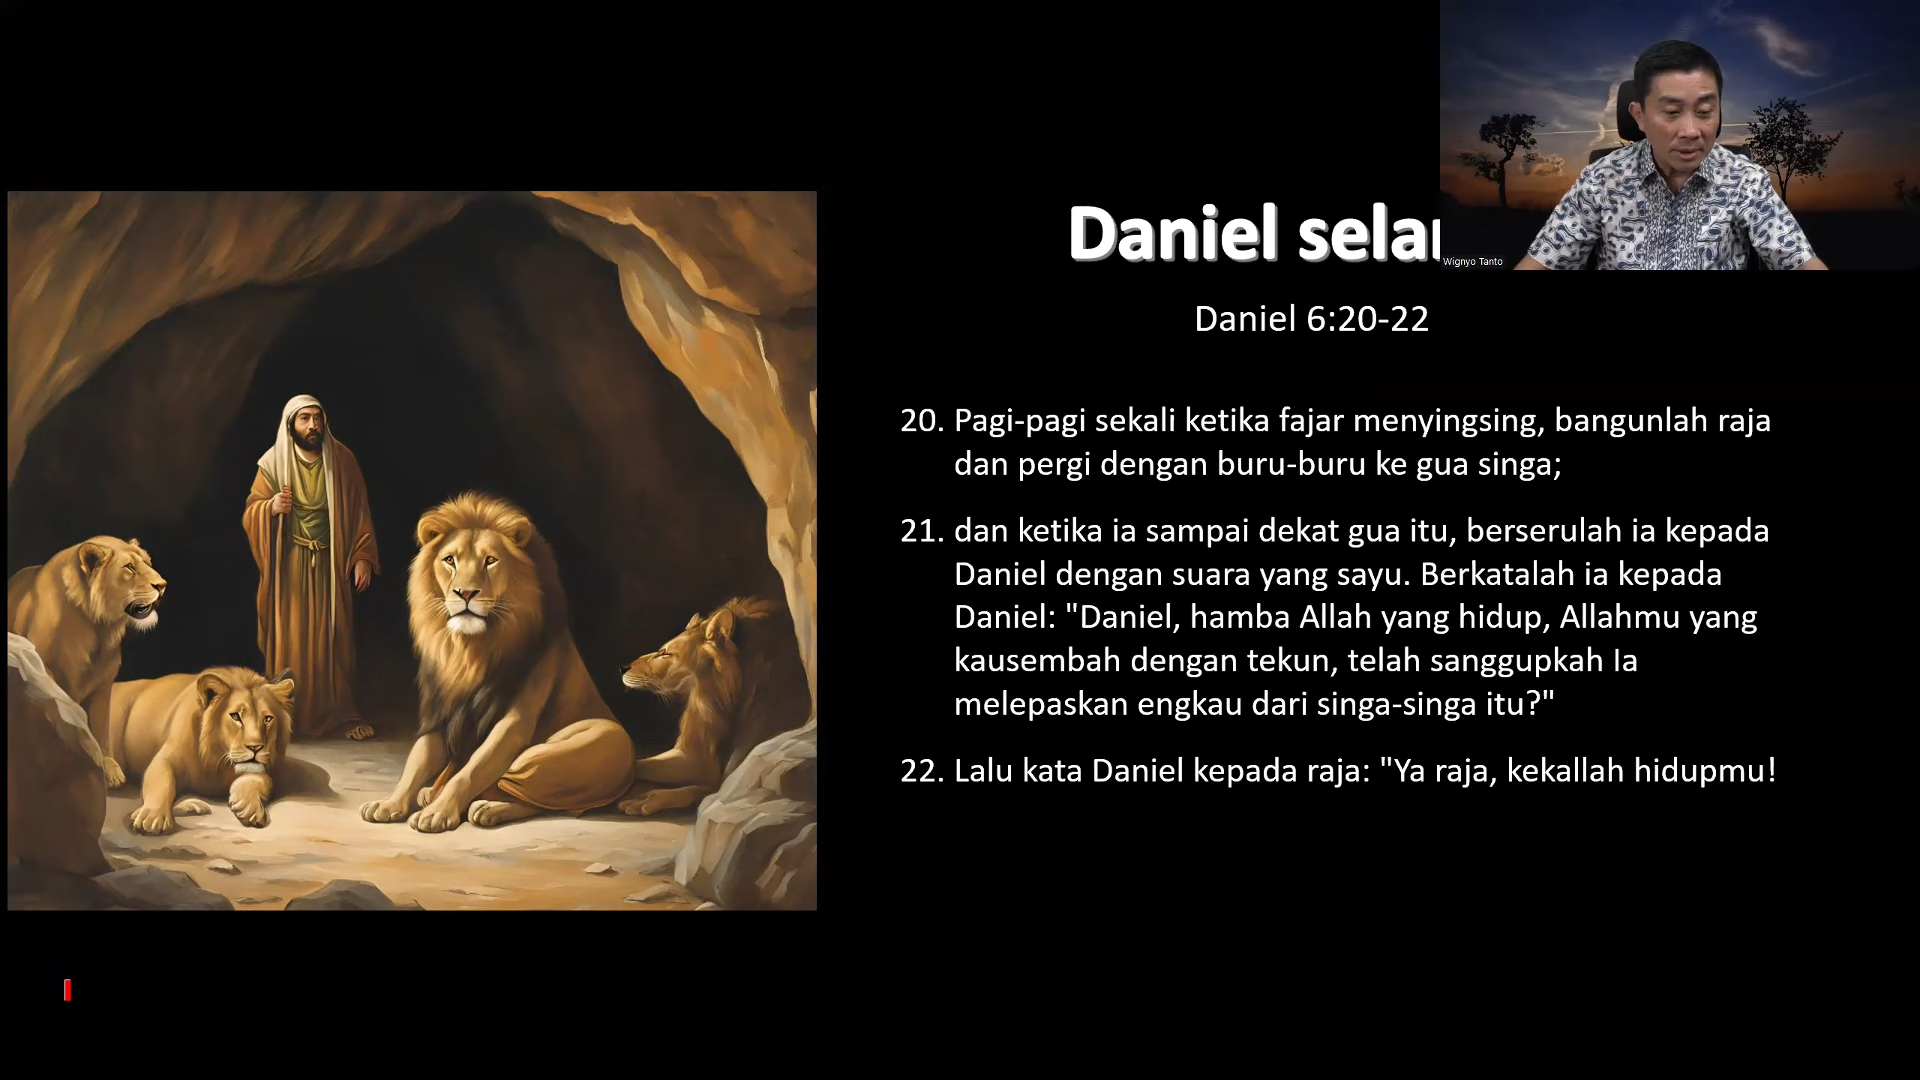 Daniel sela
Wignyo Tanto
Daniel 6:20-22
20. Pagi-pagi sekali ketika fajar menyingsing, bangunlah raja
dan pergi dengan buru-buru ke gua singa;
21. dan ketika ia sampai dekat gua itu, berserulah ia kepada
Daniel dengan suara yang sayu. Berkatalah ia kepada
Daniel: "Daniel, hamba Allah yang hidup, Allahmu yang
kausembah dengan tekun, telah sanggupkah Ia
melepaskan engkau dari singa-singa itu?"
22. Lalu kata Daniel kepada raja: "Ya raja, kekallah hidupmu!